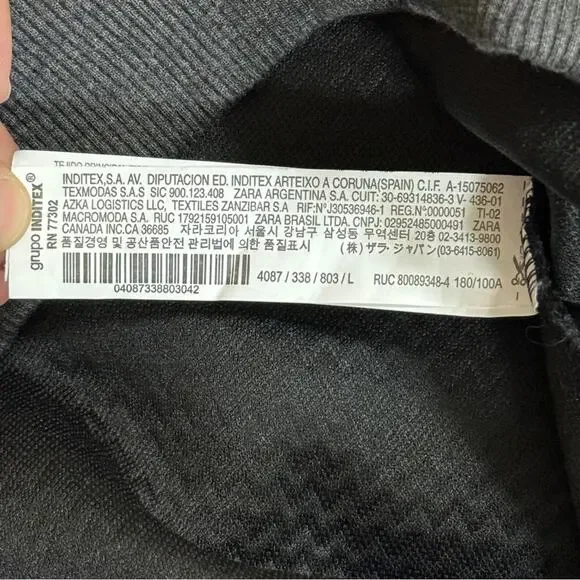 TEJIDO PRINCIPAL
grupo INDITEX®
RN 77302
INDITEX,S.A. AV. DIPUTACION ED. INDITEX ARTEIXO A CORUNA(SPAIN) C.I.F. A-15075062
TEXMODAS S.A.S SIC 900.123.408 ZARA ARGENTINA S.A. CUIT: 30-69314836-3 V- 436-01
AZKA LOGISTICS LLC, TEXTILES ZANZIBAR S.A RIF.Nº J30536946-1 REG.Nº:0000051 TI-02
MACROMODA S.A. RUC 1792159105001 ZARA BRASIL LTDA. CNPJ: 02952485000491 ZARA
CANADA INC.CA 36685 자라코리아 서울시 강남구 삼성동 무역센터 20층 02-3413-9800
품질경영 및 공산품안전 관리법에 의한 품질표시 (株) ザラ・ジャパン (03-6415-8061)
04087338803042
4087 / 338 / 803 / L RUC 80089348-4 180/100A